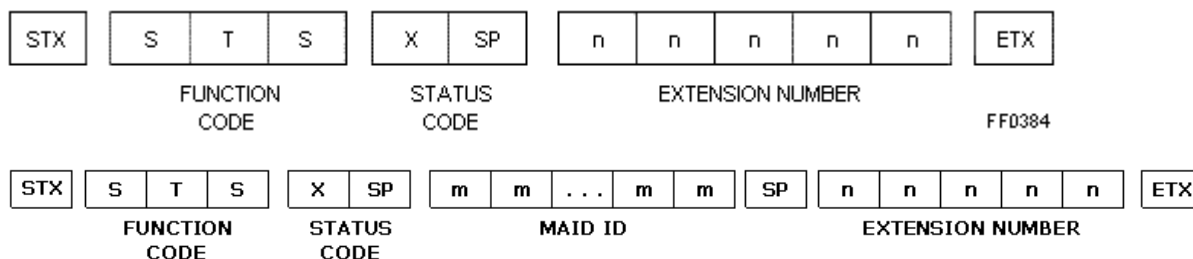 STX S T S X SP n n n n n ETX
FUNCTION CODE STATUS CODE EXTENSION NUMBER
FF0384
STX S T S X SP m m ... m m SP n n n n n ETX
FUNCTION CODE STATUS CODE MAID ID EXTENSION NUMBER